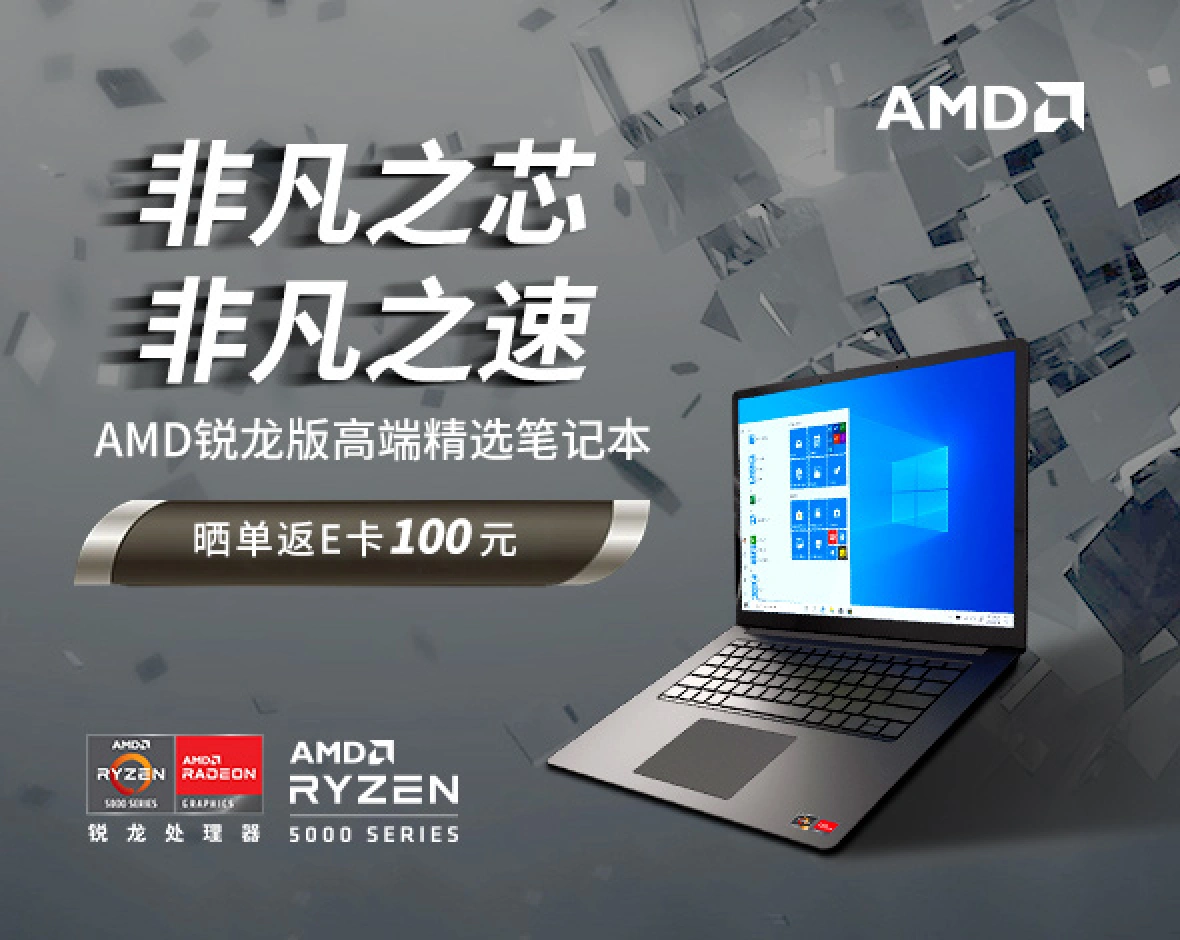 AMD
非凡之芯
非凡之速
AMD锐龙版高端精选笔记本
晒单返E卡100元
AMD
RYZEN
5000 SERIES
AMD
RADEON
GRAPHICS
锐龙处理器
AMD
RYZEN
5000 SERIES